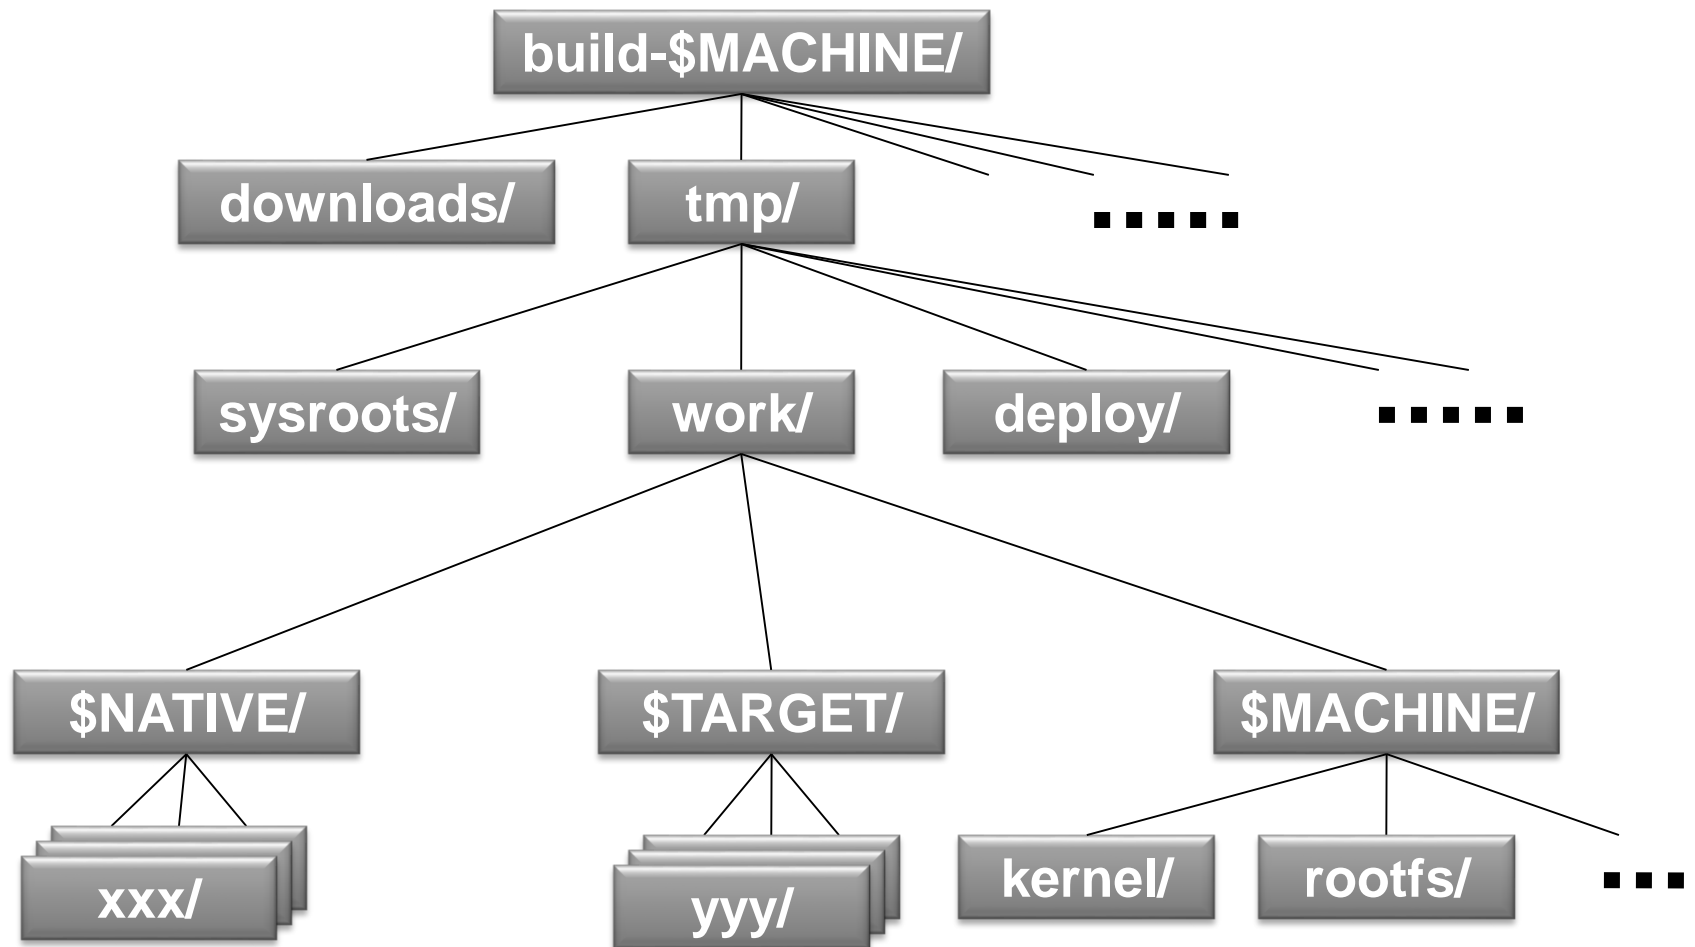 build-$MACHINE/
downloads/
tmp/
.....
sysroots/
work/
deploy/
.....
$NATIVE/
$TARGET/
$MACHINE/
xxx/
yyy/
kernel/
rootfs/
...